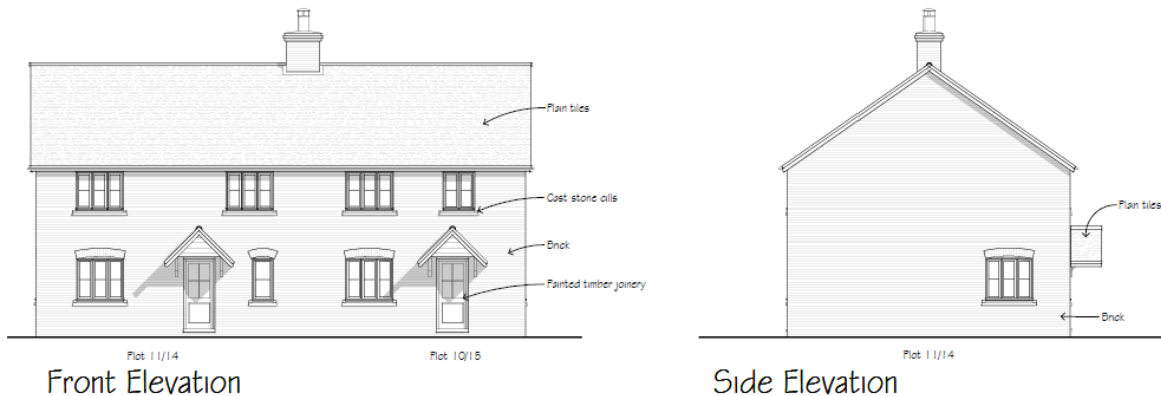 Plain tiles
Cast stone cills
Brick
Painted timber joinery
Plot 11/14
Plot 10/15
Front Elevation
Plain tiles
Brick
Plot 11/14
Side Elevation